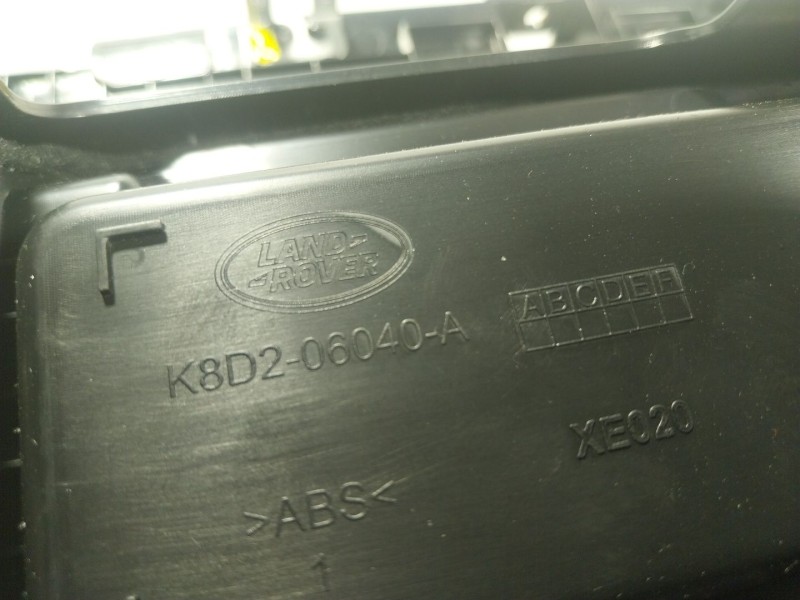 LAND
ROVER
K8D2-06040-A
ABCDEF
XE020
>ABS<
1